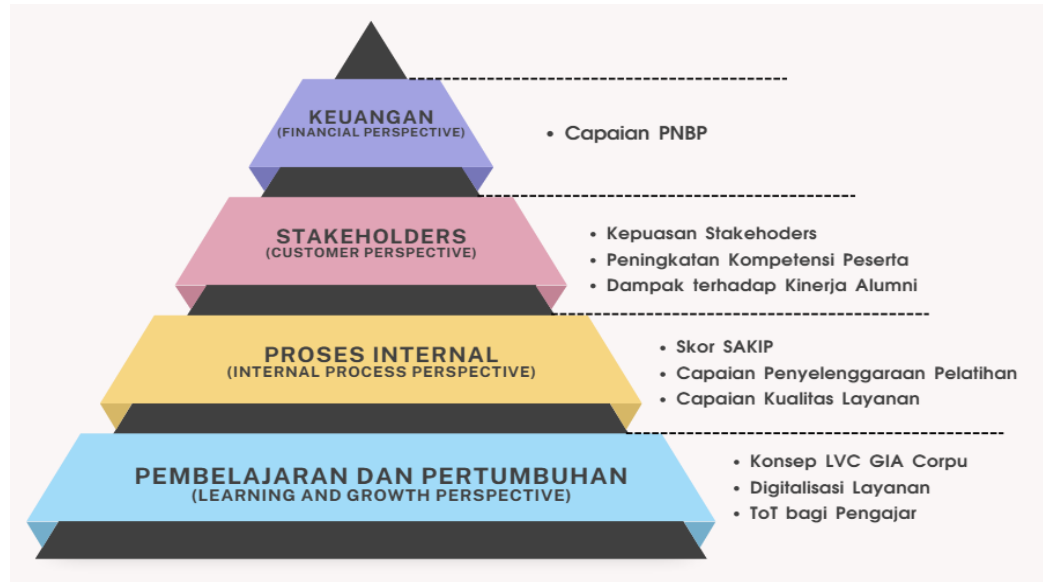 KEUANGAN
(FINANCIAL PERSPECTIVE)
• Capaian PNBP
STAKEHOLDERS
(CUSTOMER PERSPECTIVE)
• Kepuasan Stakehoders
• Peningkatan Kompetensi Peserta
• Dampak terhadap Kinerja Alumni
PROSES INTERNAL
(INTERNAL PROCESS PERSPECTIVE)
• Skor SAKIP
• Capaian Penyelenggaraan Pelatihan
• Capaian Kualitas Layanan
PEMBELAJARAN DAN PERTUMBUHAN
(LEARNING AND GROWTH PERSPECTIVE)
• Konsep LVC GIA Corpu
• Digitalisasi Layanan
• ToT bagi Pengajar